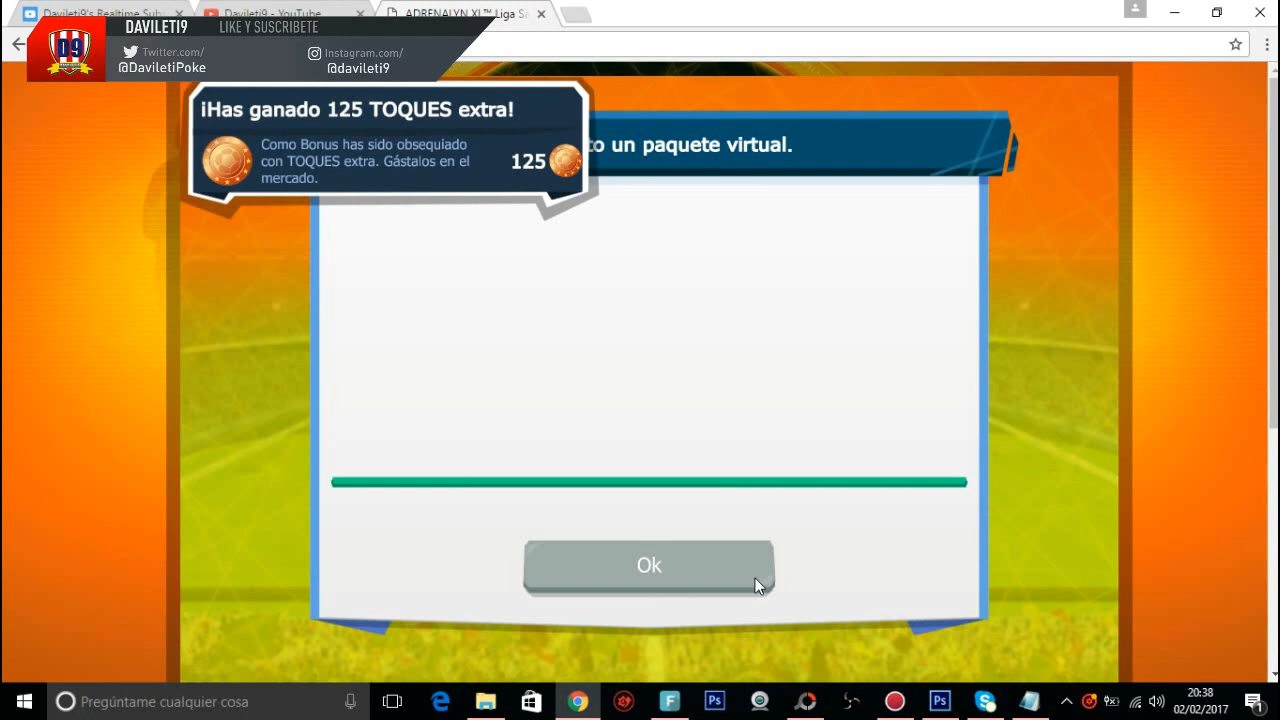 Davileti9's Realtime Sub
Davileti9 - YouTube
ADRENALYN XL™ Liga Sa
DAVILETI9 LIKE Y SUSCRIBETE
Twitter.com/
@DaviletiPoke
Instagram.com/
@davileti9
D9
¡Has ganado 125 TOQUES extra!
Como Bonus has sido obsequiado
con TOQUES extra. Gástalos en el
mercado.
125
to un paquete virtual.
Ok
Pregúntame cualquier cosa
20:38
02/02/2017